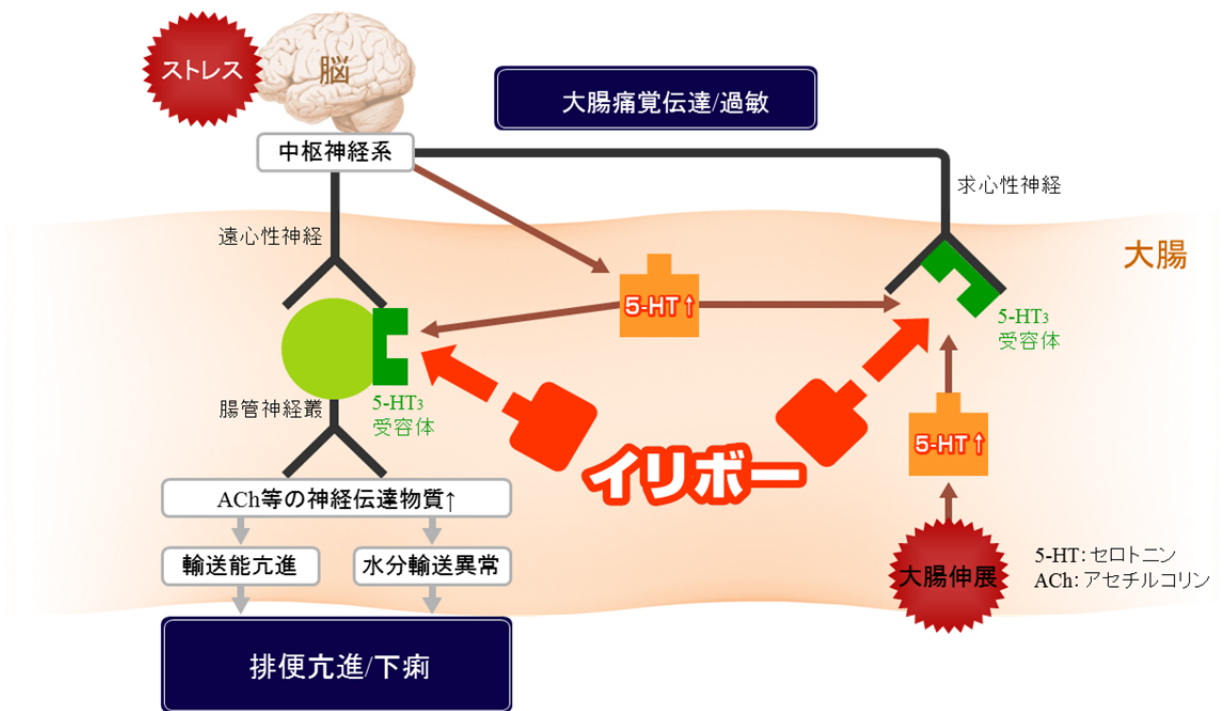 ストレス
脳
大腸痛覚伝達/過敏
中枢神経系
求心性神経
遠心性神経
大腸
5-HT↑
5-HT3
受容体
腸管神経叢
5-HT3
受容体
5-HT↑
イリボー
ACh等の神経伝達物質↑
輸送能亢進
水分輸送異常
大腸伸展
5-HT：セロトニン
ACh：アセチルコリン
排便亢進/下痢